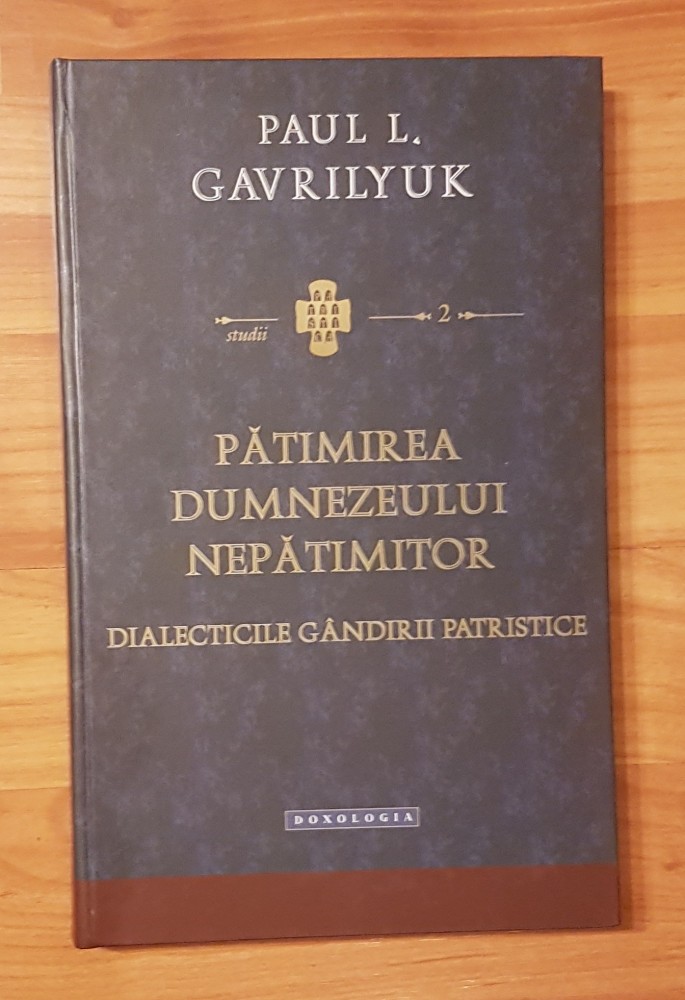 PAUL L.
GAVRILYUK
studii
2
PĂTIMIREA
DUMNEZEULUI
NEPĂTIMITOR
DIALECTICILE GÂNDIRII PATRISTICE
DOXOLOGIA